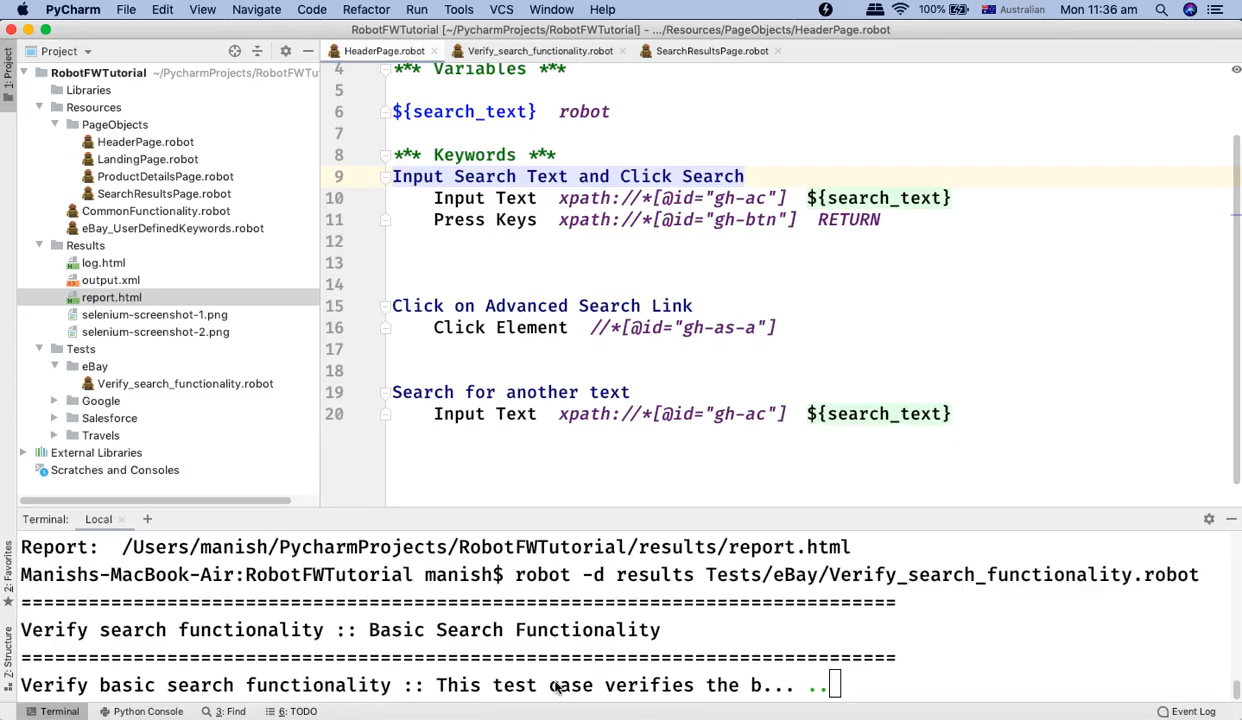 PyCharm File Edit View Navigate Code Refactor Run Tools VCS Window Help 100% Australian Mon 11:36 am
RobotFWTutorial [~/PycharmProjects/RobotFWTutorial] - .../Resources/PageObjects/HeaderPage.robot
1: Project
Project
HeaderPage.robot Verify_search_functionality.robot SearchResultsPage.robot
RobotFWTutorial ~/PycharmProjects/RobotFWTu
Libraries
Resources
PageObjects
HeaderPage.robot
LandingPage.robot
ProductDetailsPage.robot
SearchResultsPage.robot
CommonFunctionality.robot
eBay_UserDefinedKeywords.robot
Results
log.html
output.xml
report.html
selenium-screenshot-1.png
selenium-screenshot-2.png
Tests
eBay
Verify_search_functionality.robot
Google
Salesforce
Travels
External Libraries
Scratches and Consoles
4 *** Variables ***
5
6 ${search_text} robot
7
8 *** Keywords ***
9 Input Search Text and Click Search
10 Input Text xpath://*[@id="gh-ac"] ${search_text}
11 Press Keys xpath://*[@id="gh-btn"] RETURN
12
13
14
15 Click on Advanced Search Link
16 Click Element //*[@id="gh-as-a"]
17
18
19 Search for another text
20 Input Text xpath://*[@id="gh-ac"] ${search_text}
Terminal: Local +
2: Favorites
7: Structure
Report: /Users/manish/PycharmProjects/RobotFWTutorial/results/report.html
Manishs-MacBook-Air:RobotFWTutorial manish$ robot -d results Tests/eBay/Verify_search_functionality.robot
==============================================================================
Verify search functionality :: Basic Search Functionality
==============================================================================
Verify basic search functionality :: This test case verifies the b... ..
Terminal Python Console 3: Find 6: TODO Event Log